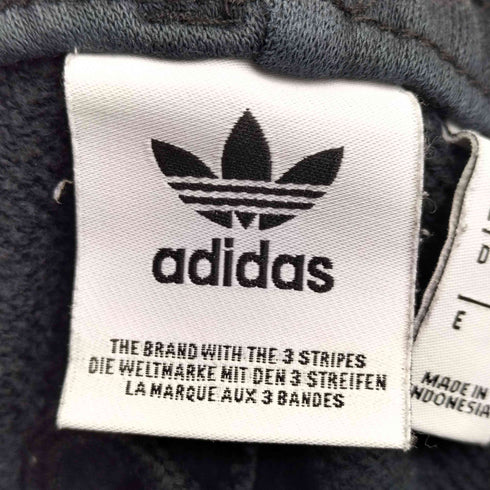 adidas
THE BRAND WITH THE 3 STRIPES
DIE WELTMARKE MIT DEN 3 STREIFEN
LA MARQUE AUX 3 BANDES
D
E
MADE IN
INDONESIA